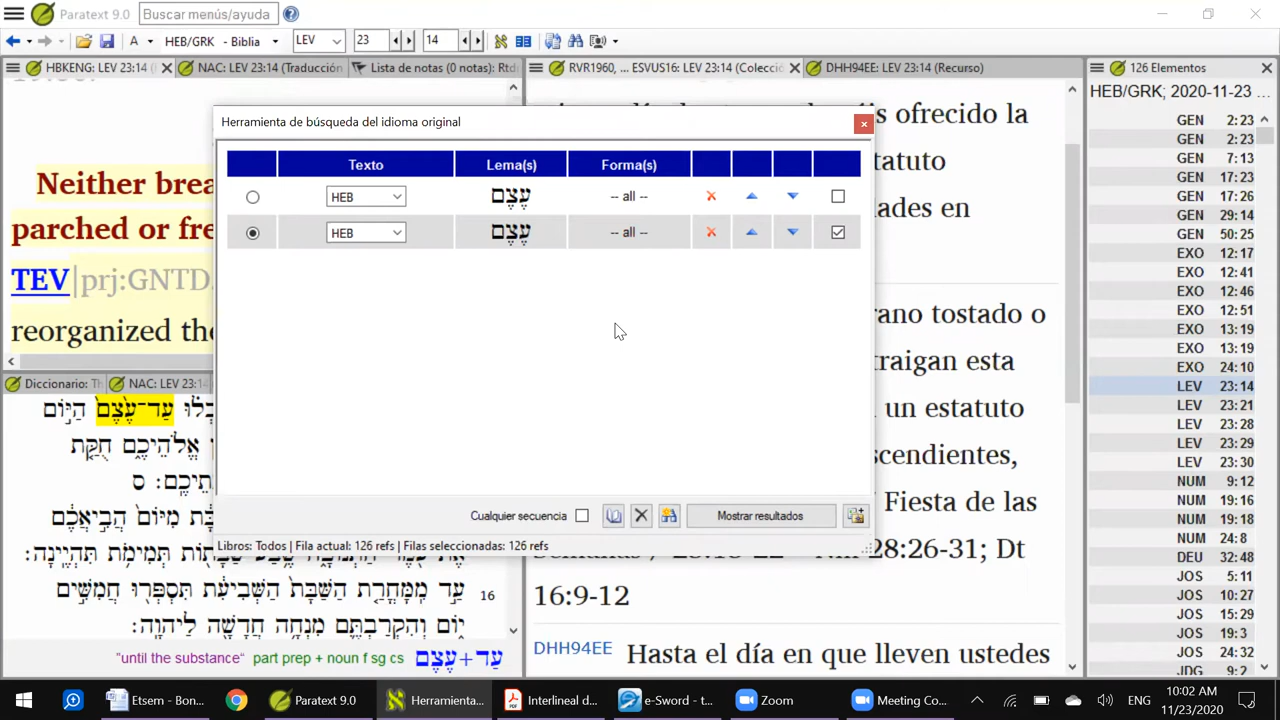 Paratext 9.0
Buscar menús/ayuda
HEB/GRK - Biblia
LEV
23
14
HBKENG: LEV 23:14 (
NAC: LEV 23:14 (Traducción
Lista de notas (0 notas): Rtd
RVR1960, ... ESVUS16: LEV 23:14 (Colecció
DHH94EE: LEV 23:14 (Recurso)
126 Elementos
HEB/GRK; 2020-11-23 ...
Neither brea
parched or fre
TEV|prj:GNTD
reorganized the
Herramienta de búsqueda del idioma original
Texto Lema(s) Forma(s)
HEB עֶצֶם -- all --
HEB עֶצֶם -- all --
Cualquier secuencia
Mostrar resultados
Libros: Todos | Fila actual: 126 refs | Filas seleccionadas: 126 refs
ofrecido la
tatuto
ades en
rano tostado o
traigan esta
un estatuto
scendientes,
Fiesta de las
28:26-31; Dt
16:9-12
DHH94EE Hasta el día en que lleven ustedes
GEN 2:23
GEN 2:23
GEN 7:13
GEN 17:23
GEN 17:26
GEN 29:14
GEN 50:25
EXO 12:17
EXO 12:41
EXO 12:46
EXO 12:51
EXO 13:19
EXO 13:19
EXO 24:10
LEV 23:14
LEV 23:21
LEV 23:28
LEV 23:29
LEV 23:30
NUM 9:12
NUM 19:16
NUM 19:18
NUM 24:8
DEU 32:48
JOS 5:11
JOS 10:27
JOS 15:29
JOS 19:3
JOS 24:32
JDG 9:2
Diccionario: Th
NAC: LEV 23:14
עַד־עֶ֙צֶם֙ הַיּ֣וֹם
אֱלֹהֵיכֶ֑ם חֻקַּ֤ת
תֵיכֶֽם׃ ס
ת מִיּוֹם֙ הֲבִ֣יאֲכֶ֔ם
אֶת־עֹ֖מֶר הַתְּנוּפָ֑ה שֶׁ֥בַע שַׁבָּת֖וֹת תְּמִימֹ֥ת תִּהְיֶֽינָה׃
16 עַ֣ד מִֽמָּחֳרַ֤ת הַשַּׁבָּת֙ הַשְּׁבִיעִ֔ת תִּסְפְּר֖וּ חֲמִשִּׁ֣ים
י֑וֹם וְהִקְרַבְתֶּ֛ם מִנְחָ֥ה חֲדָשָׁ֖ה לַיהוָֽה׃
"until the substance" part prep + noun f sg cs עַד+עֶצֶם
Etsem - Bon...
Paratext 9.0
Herramienta...
Interlineal d...
e-Sword - t...
Zoom
Meeting Co...
ENG
10:02 AM
11/23/2020